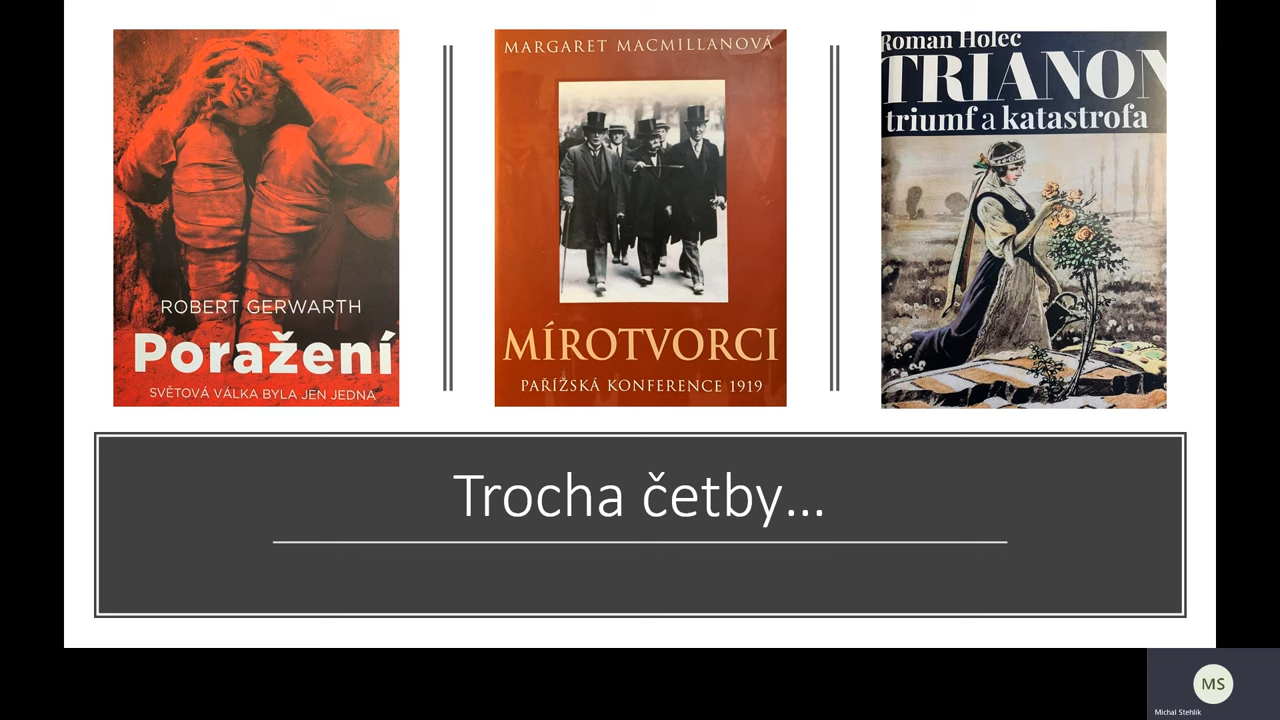 ROBERT GERWARTH
Poražení
SVĚTOVÁ VÁLKA BYLA JEN JEDNA
MARGARET MACMILLANOVÁ
MÍROTVORCI
PAŘÍŽSKÁ KONFERENCE 1919
Roman Holec
TRIANON
triumf a katastrofa
Trocha četby...
MS
Michal Stehlík